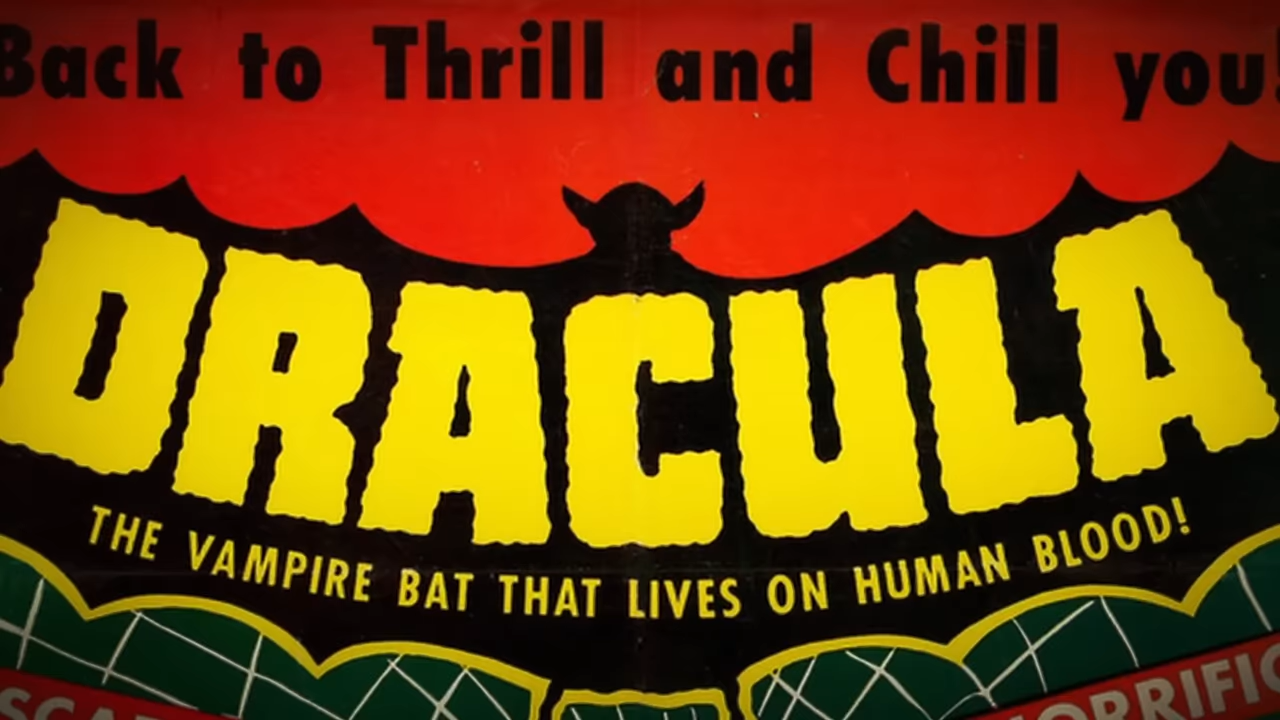 Back to Thrill and Chill you!
DRACULA
THE VAMPIRE BAT THAT LIVES ON HUMAN BLOOD!